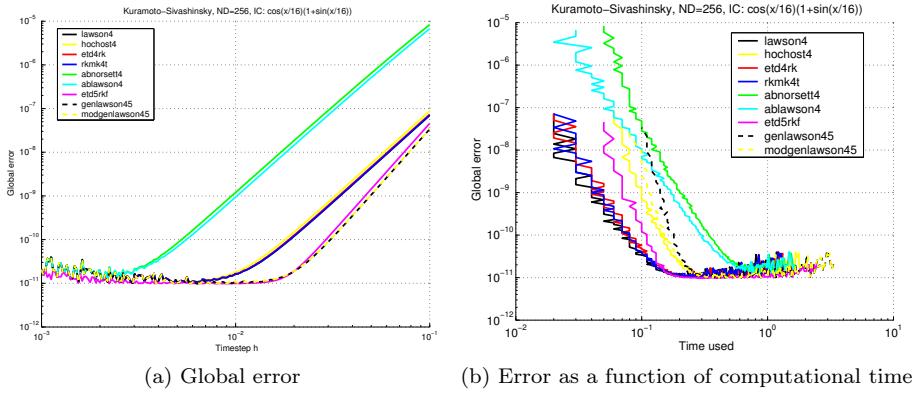 Kuramoto−Sivashinsky, ND=256, IC: cos(x/16)(1+sin(x/16))
10−5
10−6
10−7
10−8
10−9
10−10
10−11
10−12
Global error
lawson4
hochost4
etd4rk
rkmk4t
abnorsett4
ablawson4
etd5rkf
genlawson45
modgenlawson45
10−3
10−2
10−1
Timestep h
(a) Global error
Kuramoto−Sivashinsky, ND=256, IC: cos(x/16)(1+sin(x/16))
10−5
10−6
10−7
10−8
10−9
10−10
10−11
10−12
Global error
lawson4
hochost4
etd4rk
rkmk4t
abnorsett4
ablawson4
etd5rkf
genlawson45
modgenlawson45
10−2
10−1
100
101
Time used
(b) Error as a function of computational time